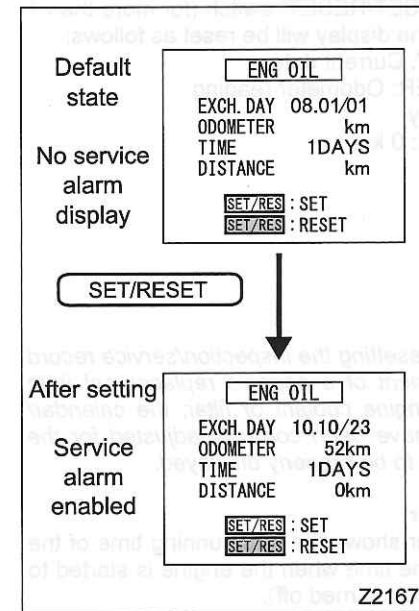 Default
state
No service
alarm
display
ENG OIL
EXCH. DAY 08.01/01
ODOMETER km
TIME 1DAYS
DISTANCE km
SET/RES : SET
SET/RES : RESET
SET/RESET
After setting
Service
alarm
enabled
ENG OIL
EXCH. DAY 10.10/23
ODOMETER 52km
TIME 1DAYS
DISTANCE 0km
SET/RES : SET
SET/RES : RESET
Z2167